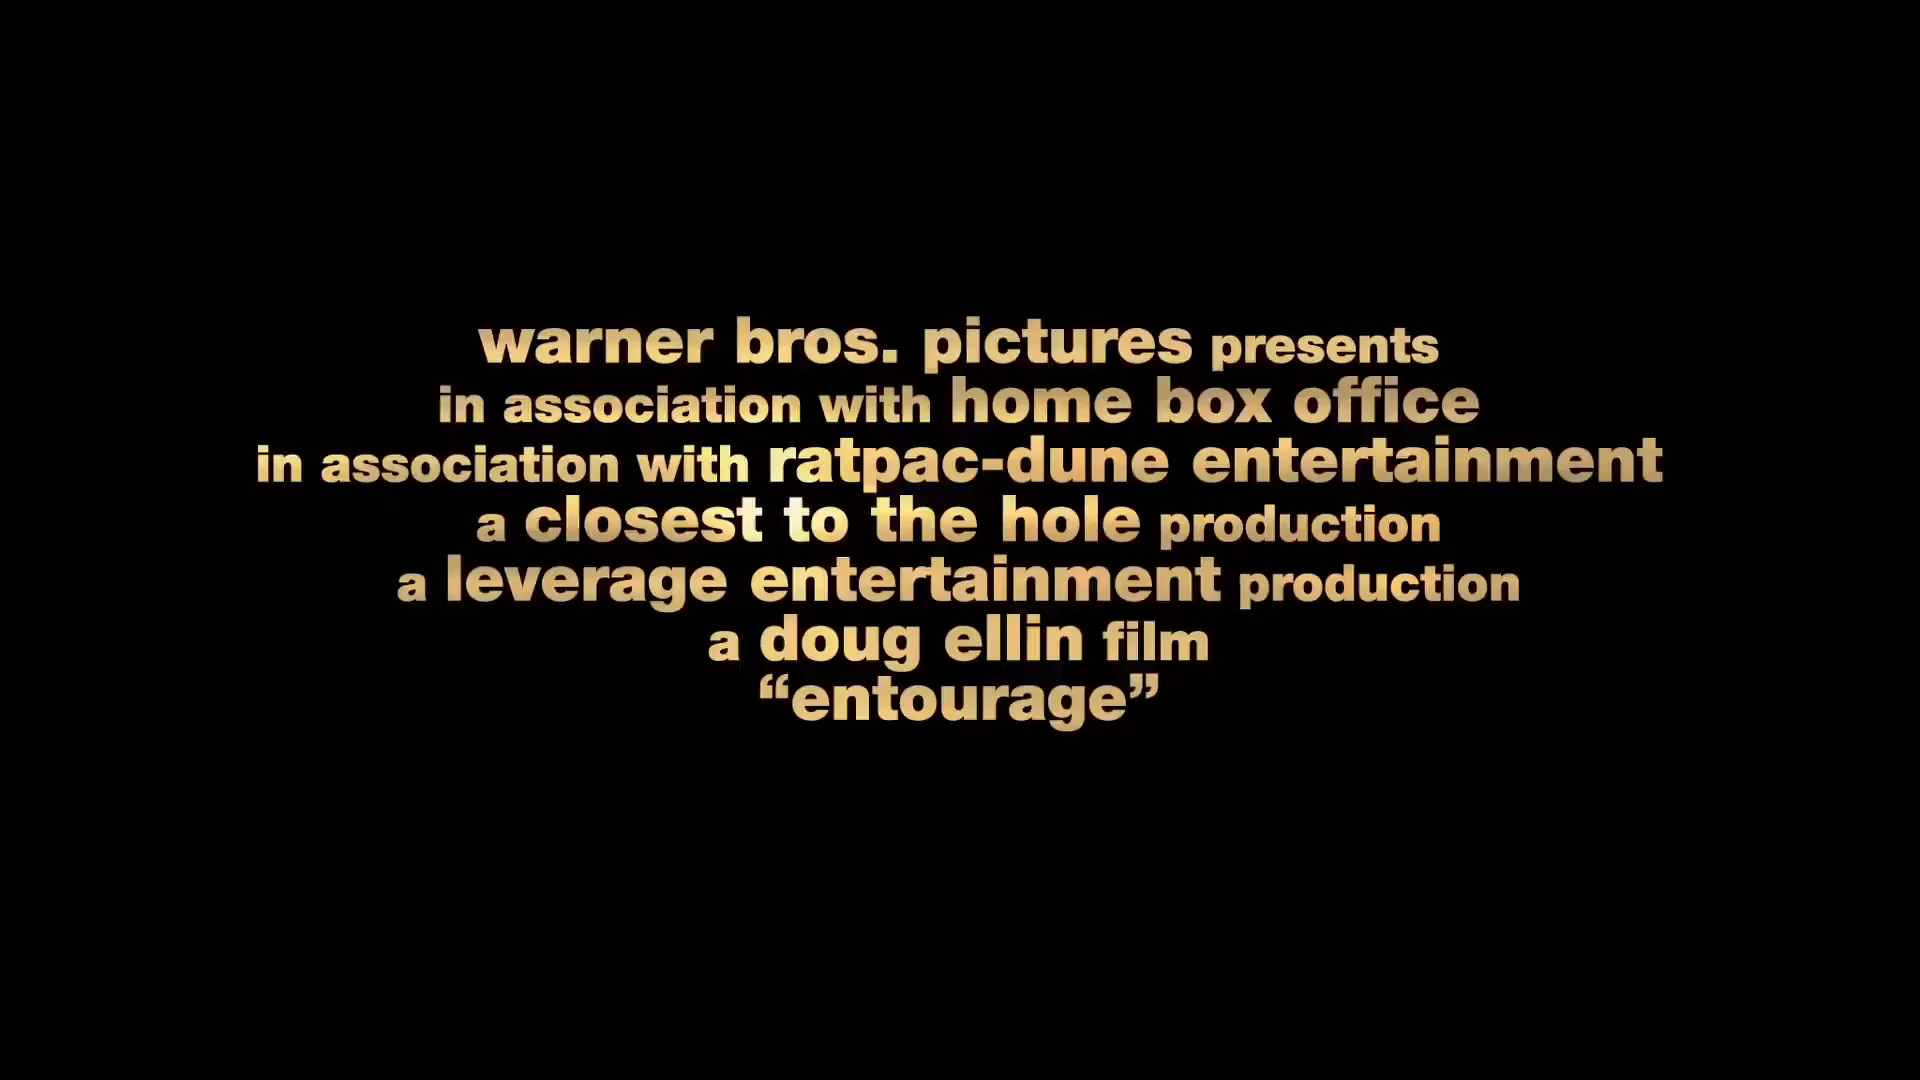 warner bros. pictures presents
in association with home box office
in association with ratpac-dune entertainment
a closest to the hole production
a leverage entertainment production
a doug ellin film
“entourage”